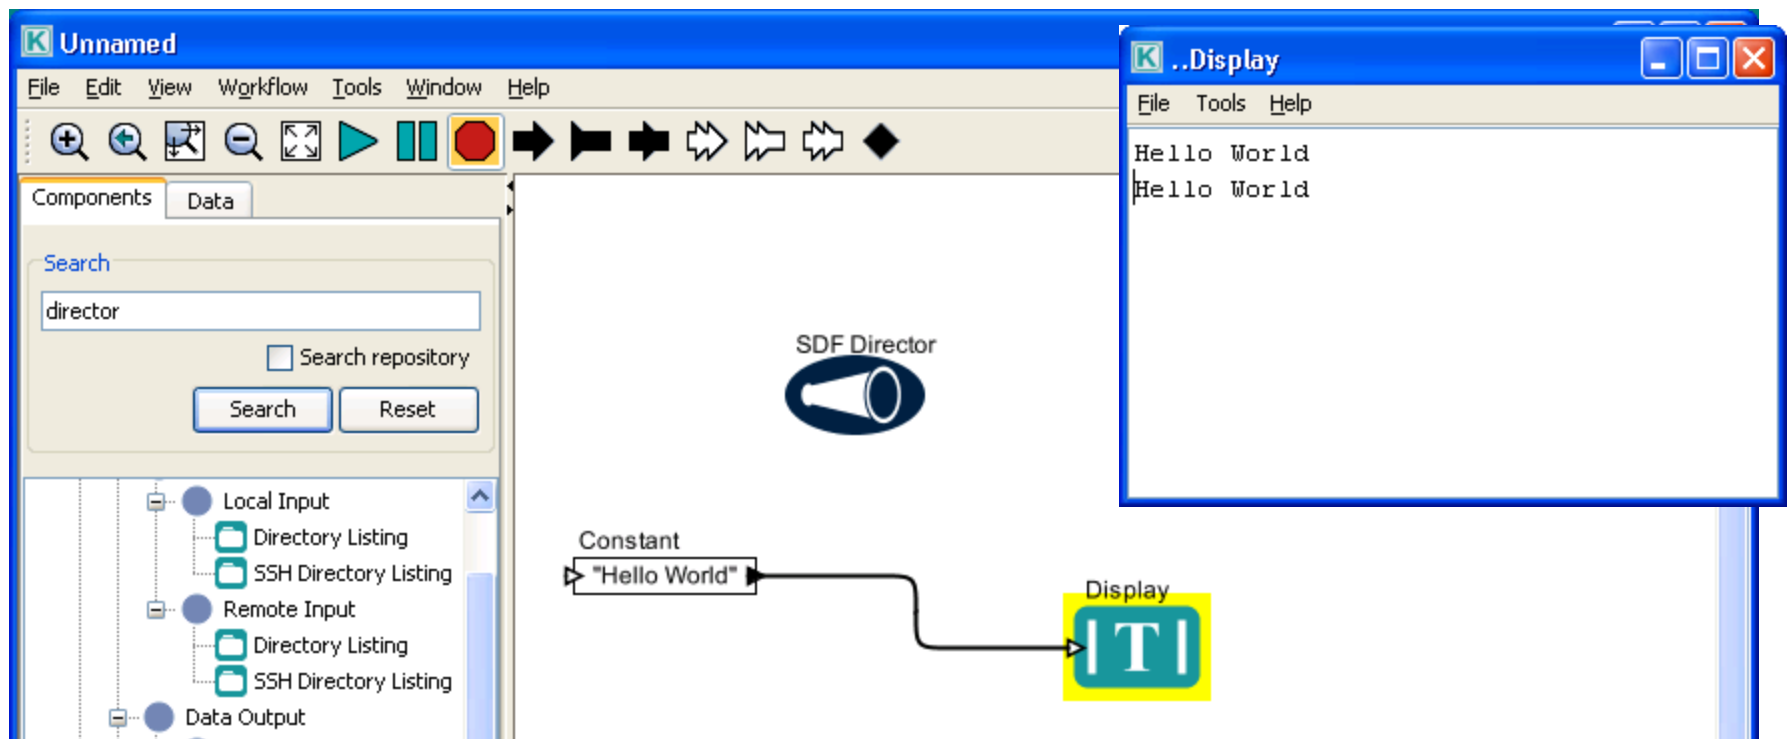 Unnamed
File Edit View Workflow Tools Window Help
Components Data
Search
director
Search repository
Search Reset
Local Input
Directory Listing
SSH Directory Listing
Remote Input
Directory Listing
SSH Directory Listing
Data Output
SDF Director
Constant
"Hello World"
Display
T
..Display
File Tools Help
Hello World
Hello World